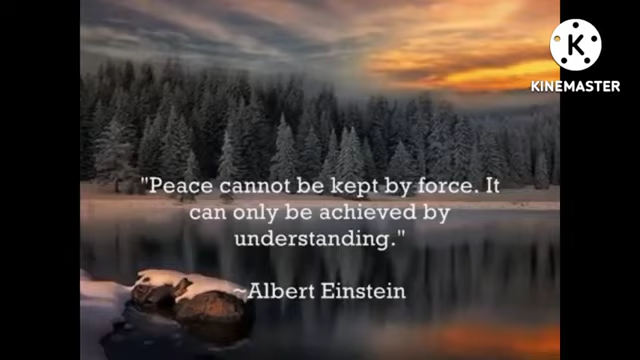 K
KINEMASTER
"Peace cannot be kept by force. It
can only be achieved by
understanding."
~Albert Einstein